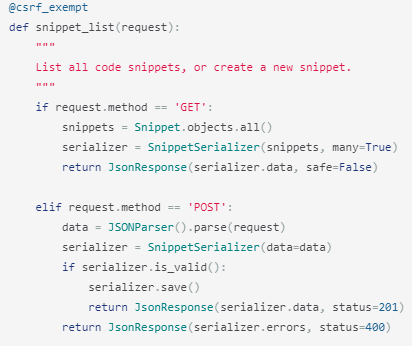 @csrf_exempt
def snippet_list(request):
    """
    List all code snippets, or create a new snippet.
    """
    if request.method == 'GET':
        snippets = Snippet.objects.all()
        serializer = SnippetSerializer(snippets, many=True)
        return JsonResponse(serializer.data, safe=False)

    elif request.method == 'POST':
        data = JSONParser().parse(request)
        serializer = SnippetSerializer(data=data)
        if serializer.is_valid():
            serializer.save()
            return JsonResponse(serializer.data, status=201)
        return JsonResponse(serializer.errors, status=400)